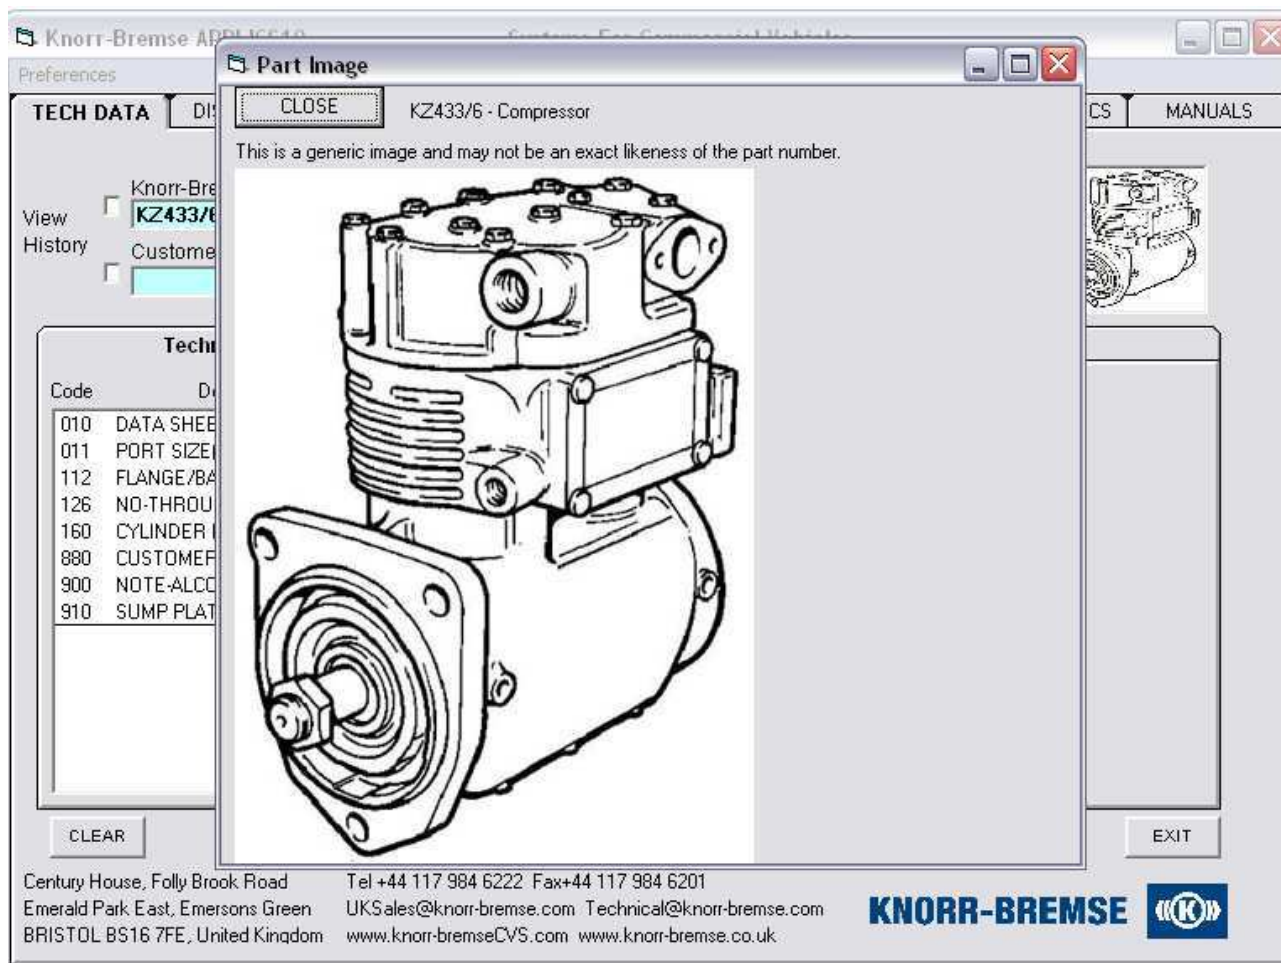 Knorr-Bremse
Preferences
TECH DATA
CS
MANUALS
Part Image
CLOSE
KZ433/6 - Compressor
This is a generic image and may not be an exact likeness of the part number.
View
History
Knorr-Bre
KZ433/6
Custome
Techn
Code
010 DATA SHEE
011 PORT SIZE
112 FLANGE/BA
126 NO-THROU
160 CYLINDER
880 CUSTOMER
900 NOTE-ALCO
910 SUMP PLAT
CLEAR
EXIT
Century House, Folly Brook Road
Emerald Park East, Emersons Green
BRISTOL BS16 7FE, United Kingdom
Tel +44 117 984 6222 Fax+44 117 984 6201
UKSales@knorr-bremse.com Technical@knorr-bremse.com
www.knorr-bremseCVS.com www.knorr-bremse.co.uk
KNORR-BREMSE
K